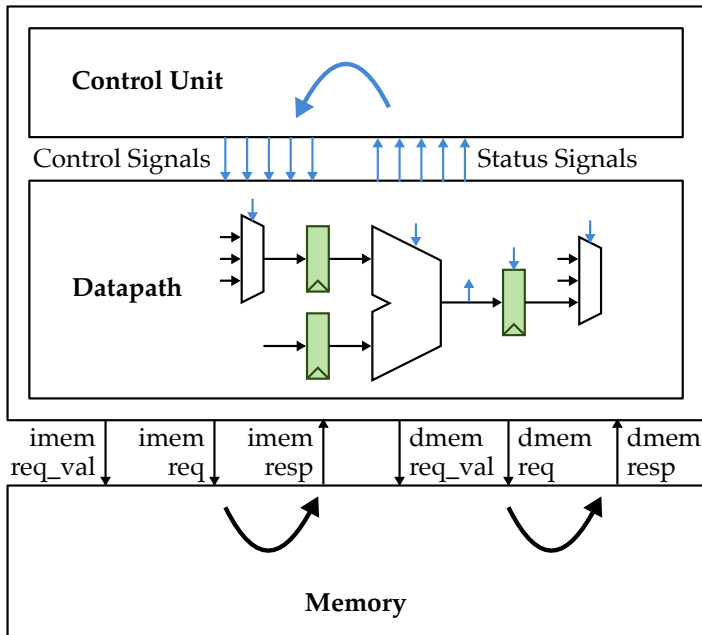 Control Unit
Control Signals
Status Signals
Datapath
imem
req_val
imem
req
imem
resp
dmem
req_val
dmem
req
dmem
resp
Memory